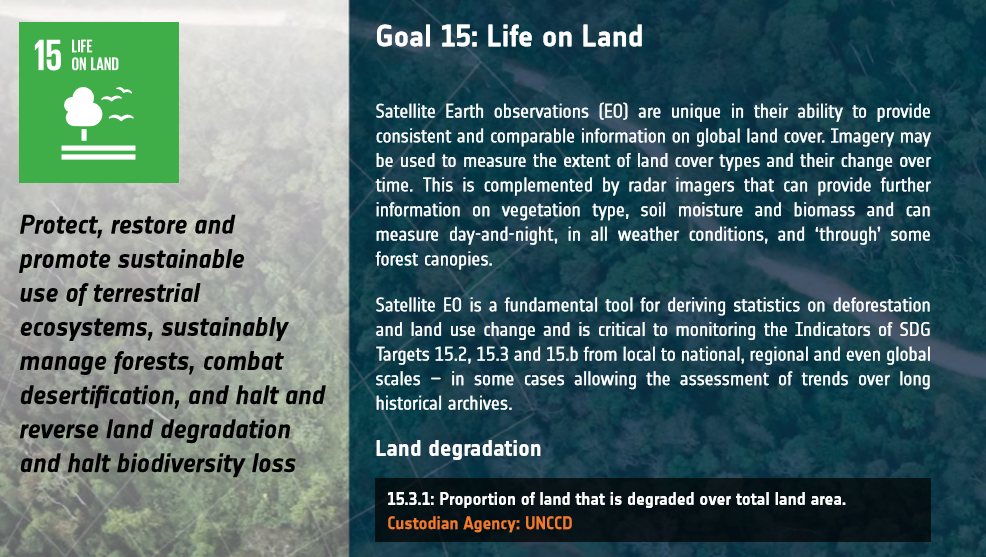 15 LIFE
ON LAND
Protect, restore and
promote sustainable
use of terrestrial
ecosystems, sustainably
manage forests, combat
desertification, and halt and
reverse land degradation
and halt biodiversity loss
Goal 15: Life on Land
Satellite Earth observations (EO) are unique in their ability to provide
consistent and comparable information on global land cover. Imagery may
be used to measure the extent of land cover types and their change over
time. This is complemented by radar imagers that can provide further
information on vegetation type, soil moisture and biomass and can
measure day-and-night, in all weather conditions, and ‘through’ some
forest canopies.
Satellite EO is a fundamental tool for deriving statistics on deforestation
and land use change and is critical to monitoring the Indicators of SDG
Targets 15.2, 15.3 and 15.b from local to national, regional and even global
scales – in some cases allowing the assessment of trends over long
historical archives.
Land degradation
15.3.1: Proportion of land that is degraded over total land area.
Custodian Agency: UNCCD